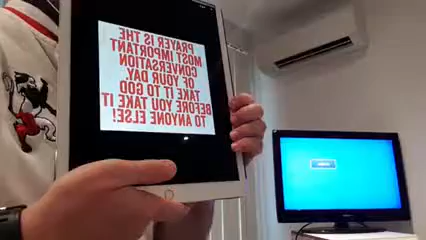 PRAYER IS THE
MOST IMPORTANT
CONVERSATION
OF YOUR DAY.
TAKE IT TO GOD
BEFORE YOU TAKE IT
TO ANYONE ELSE!